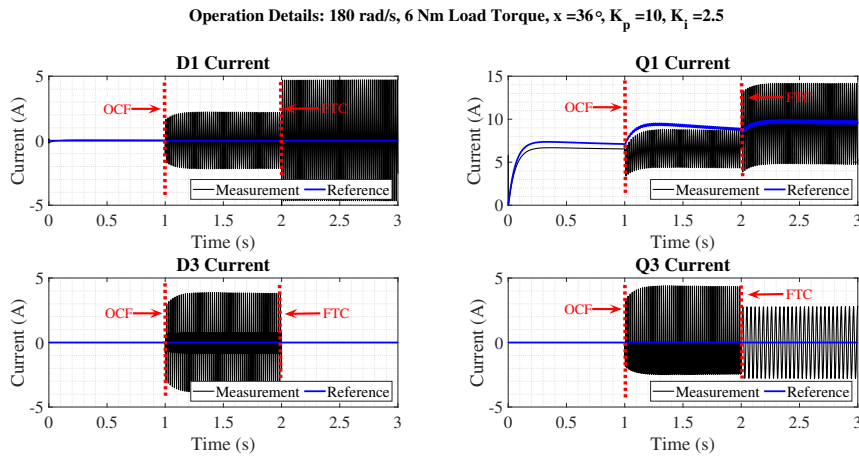 Operation Details: 180 rad/s, 6 Nm Load Torque, x =36°, K_p =10, K_i =2.5
D1 Current
Current (A)
5
0
-5
OCF
FTC
Measurement Reference
0 0.5 1 1.5 2 2.5 3
Time (s)
Q1 Current
Current (A)
15
10
5
0
OCF
FTC
Measurement Reference
0 0.5 1 1.5 2 2.5 3
Time (s)
D3 Current
Current (A)
5
0
-5
OCF
FTC
Measurement Reference
0 0.5 1 1.5 2 2.5 3
Time (s)
Q3 Current
Current (A)
5
0
-5
OCF
FTC
Measurement Reference
0 0.5 1 1.5 2 2.5 3
Time (s)